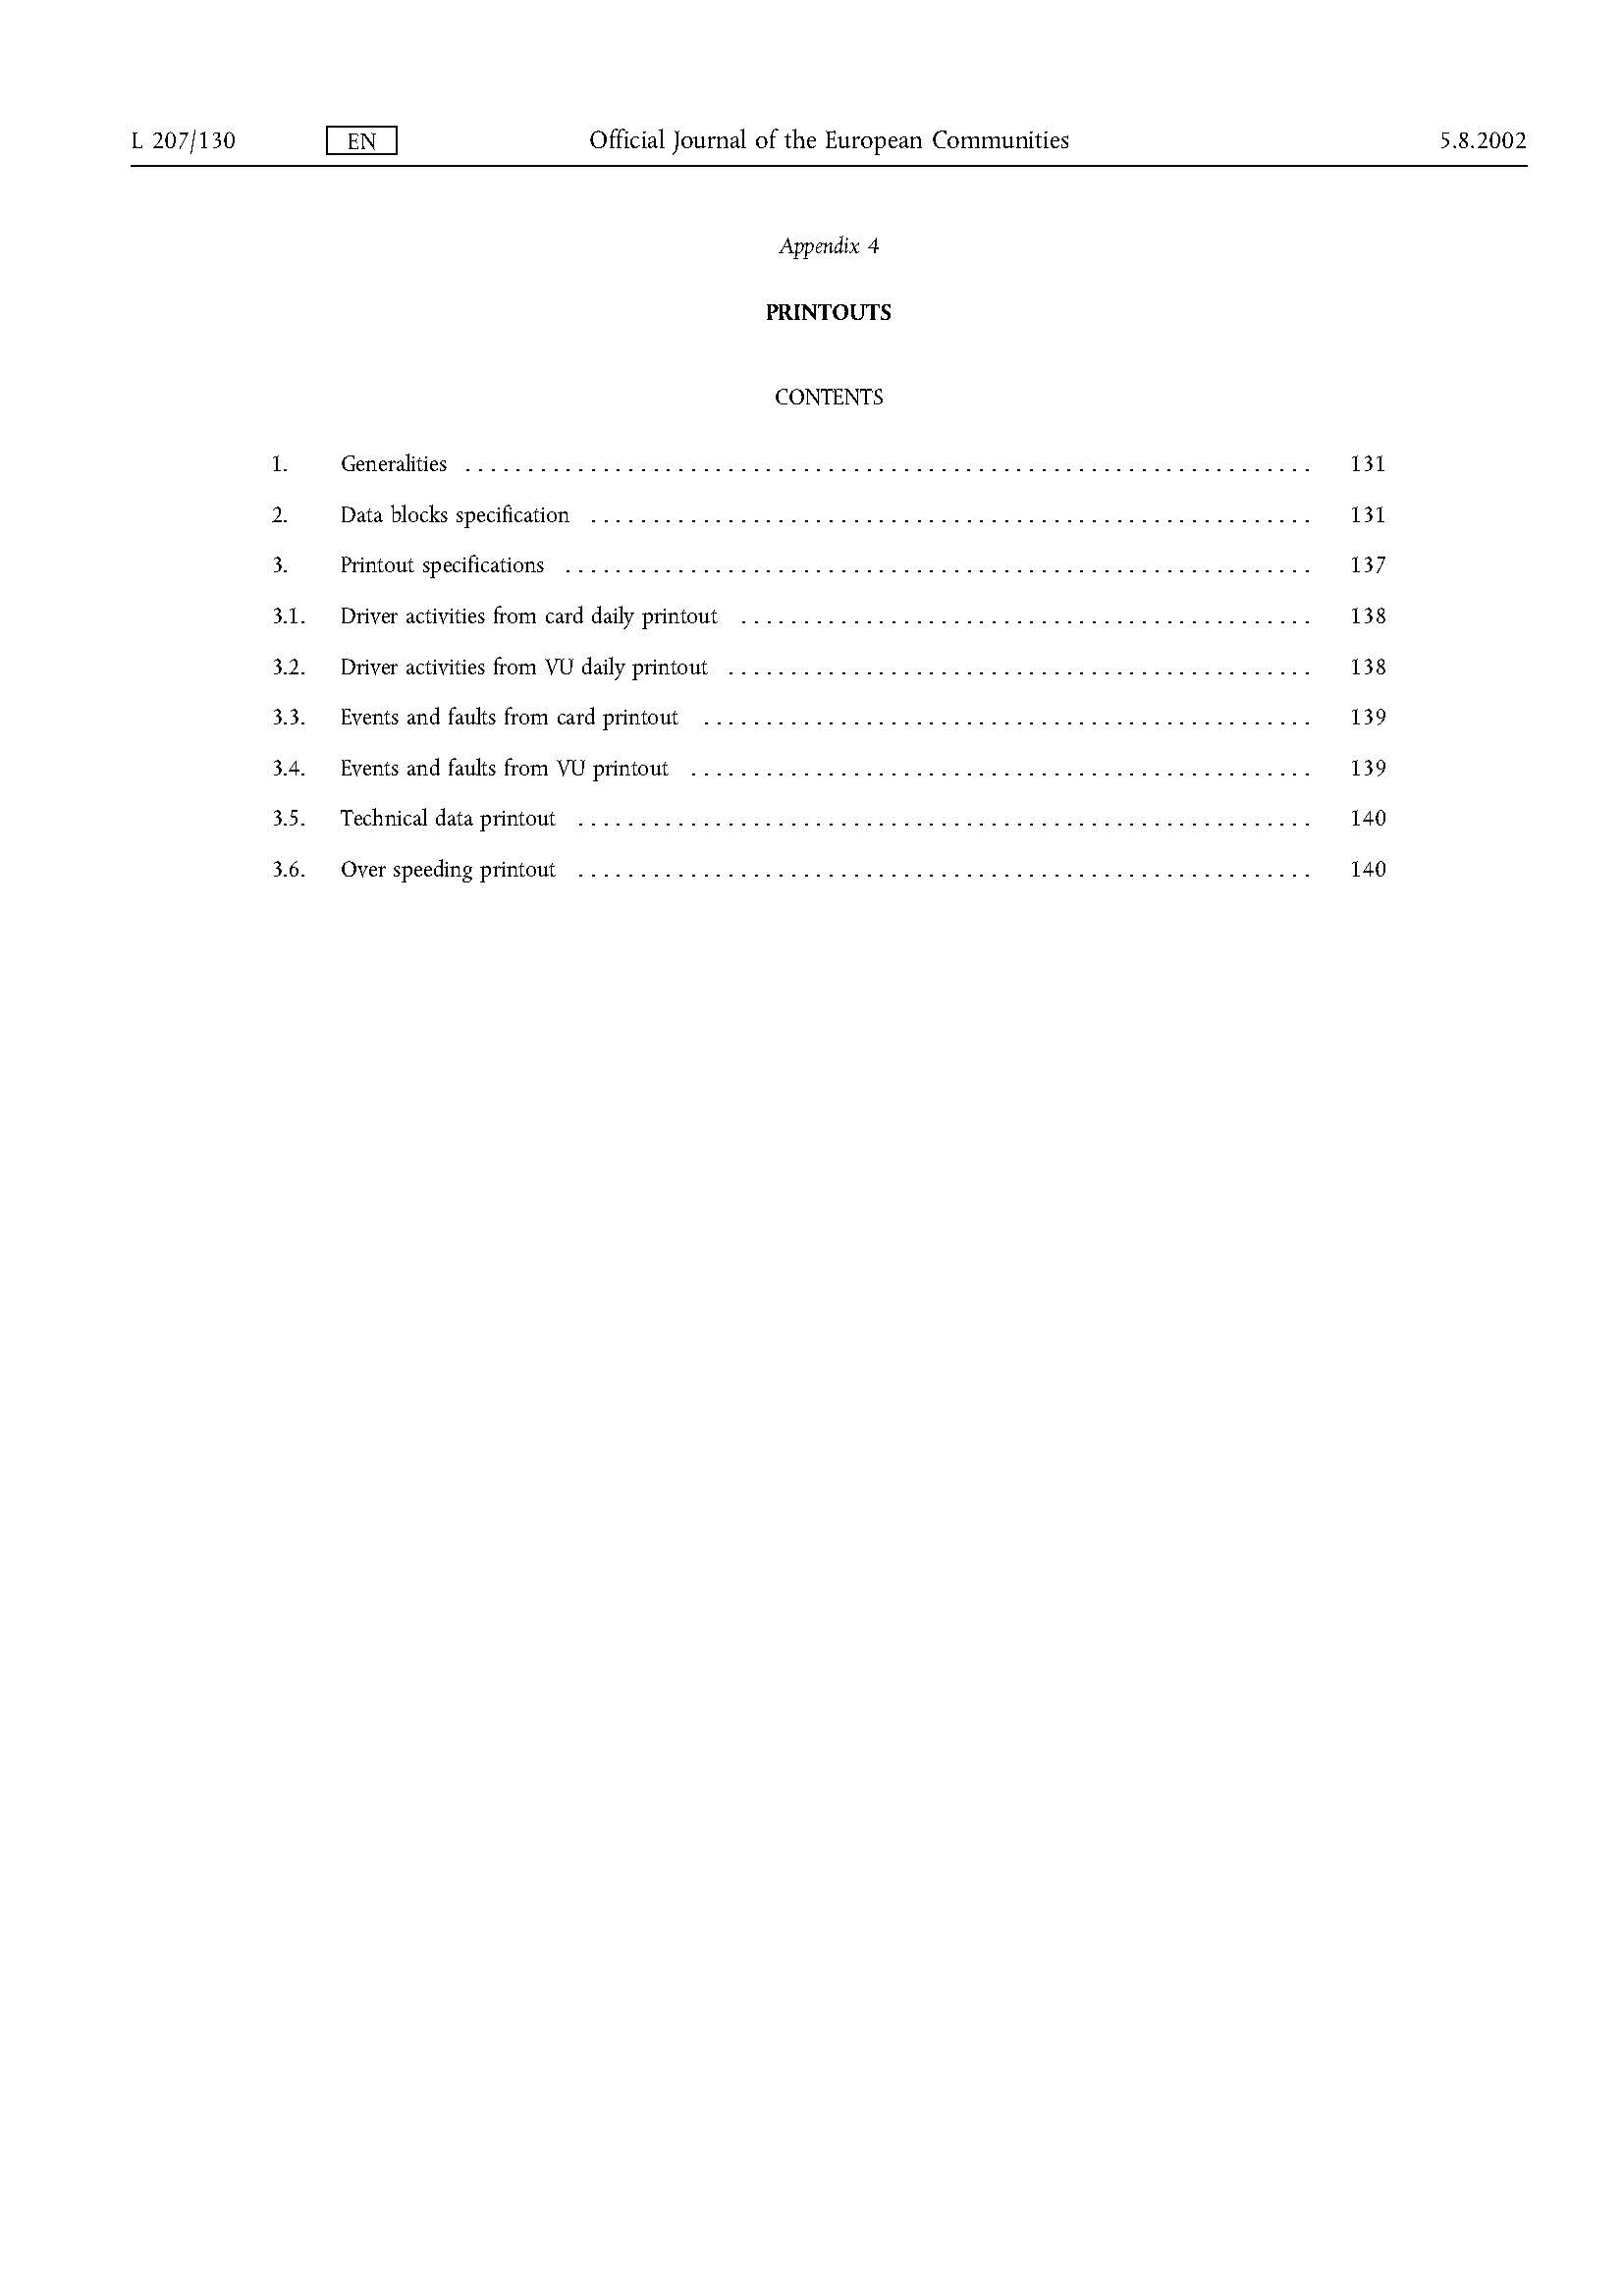 L 207/130 EN Official Journal of the European Communities 5.8.2002
Appendix 4
PRINTOUTS
CONTENTS
1. Generalities . . . . . . . . . . . . . . . . . . . . . . . . . . . . . . 131
2. Data blocks specification . . . . . . . . . . . . . . . . . . . . . . . . . . . . . . 131
3. Printout specifications . . . . . . . . . . . . . . . . . . . . . . . . . . . . . . 137
3.1. Driver activities from card daily printout . . . . . . . . . . . . . . . . . . . . . . . . . . . . . . 138
3.2. Driver activities from VU daily printout . . . . . . . . . . . . . . . . . . . . . . . . . . . . . . 138
3.3. Events and faults from card printout . . . . . . . . . . . . . . . . . . . . . . . . . . . . . . 139
3.4. Events and faults from VU printout . . . . . . . . . . . . . . . . . . . . . . . . . . . . . . 139
3.5. Technical data printout . . . . . . . . . . . . . . . . . . . . . . . . . . . . . . 140
3.6. Over speeding printout . . . . . . . . . . . . . . . . . . . . . . . . . . . . . . 140